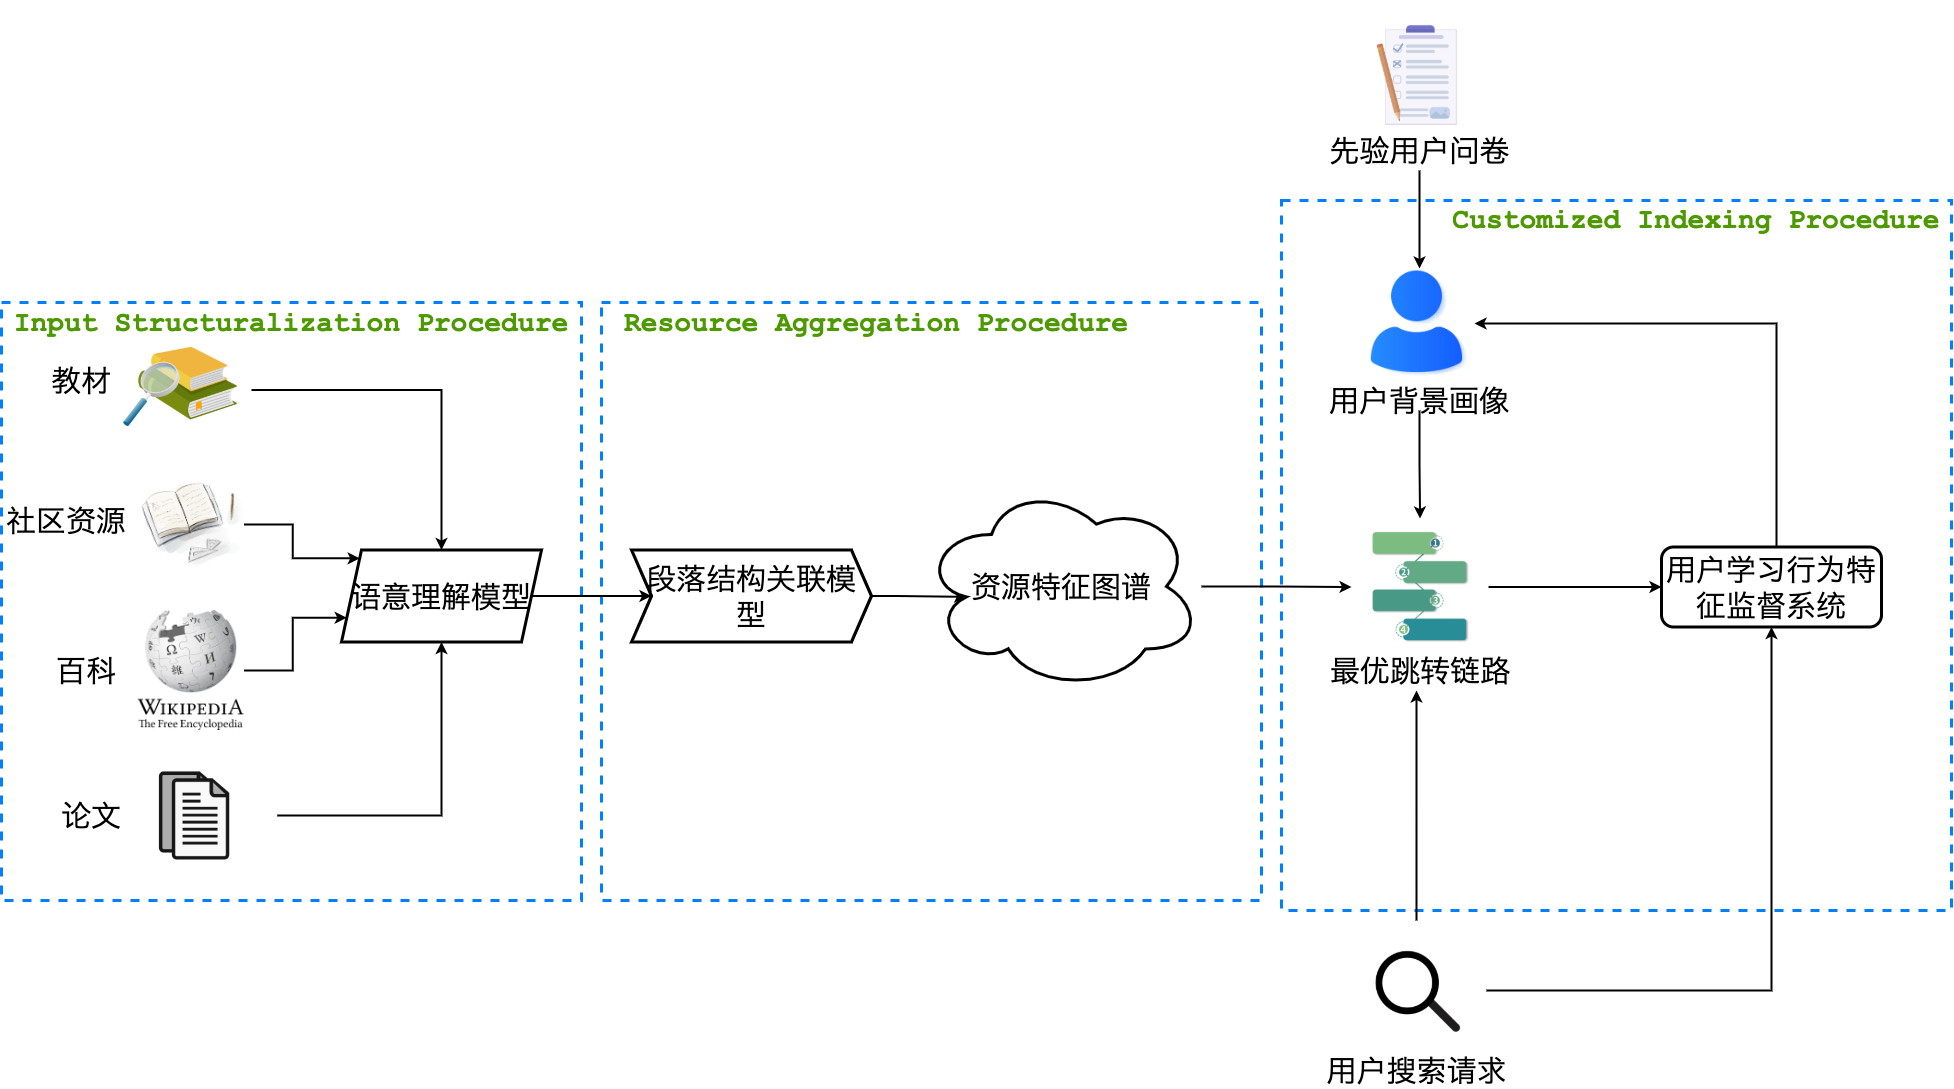 先验用户问卷
Customized Indexing Procedure
Input Structuralization Procedure
Resource Aggregation Procedure
教材
用户背景画像
社区资源
语意理解模型
段落结构关联模
型
资源特征图谱
1
2
3
4
用户学习行为特
征监督系统
百科
Ω
W
维
И
WIKIPEDIA
The Free Encyclopedia
最优跳转链路
论文
用户搜索请求